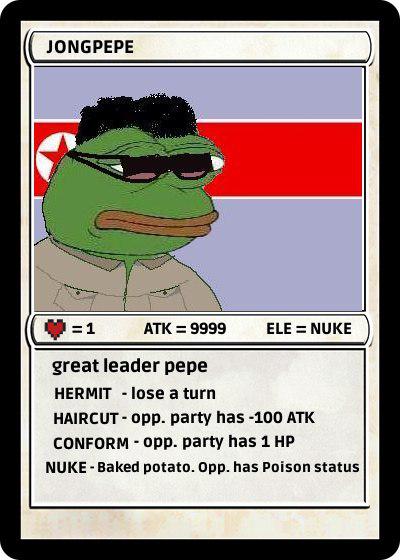 JONGPEPE
= 1 ATK = 9999 ELE = NUKE
great leader pepe
HERMIT - lose a turn
HAIRCUT - opp. party has -100 ATK
CONFORM - opp. party has 1 HP
NUKE - Baked potato. Opp. has Poison status